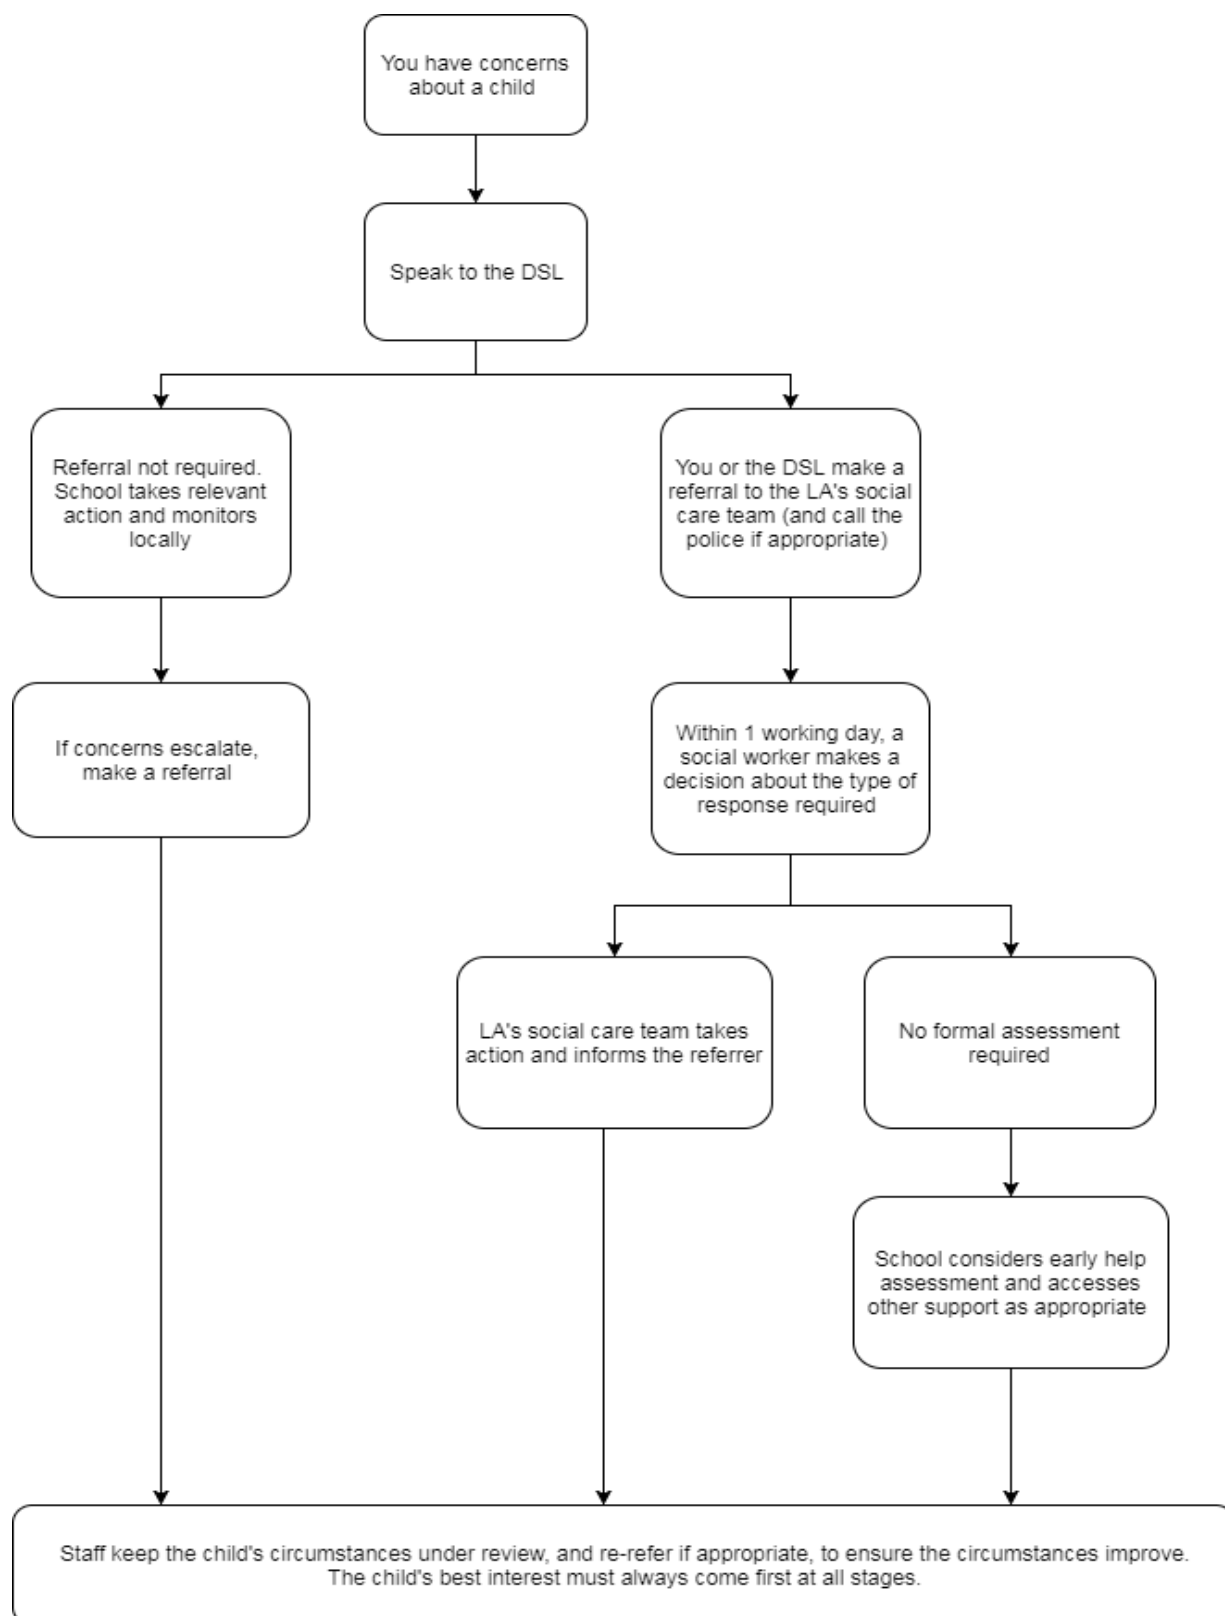 You have concerns
about a child
Speak to the DSL
Referral not required.
School takes relevant
action and monitors
locally
You or the DSL make a
referral to the LA's social
care team (and call the
police if appropriate)
If concerns escalate,
make a referral
Within 1 working day, a
social worker makes a
decision about the type of
response required
LA's social care team takes
action and informs the referrer
No formal assessment
required
School considers early help
assessment and accesses
other support as appropriate
Staff keep the child's circumstances under review, and re-refer if appropriate, to ensure the circumstances improve.
The child's best interest must always come first at all stages.